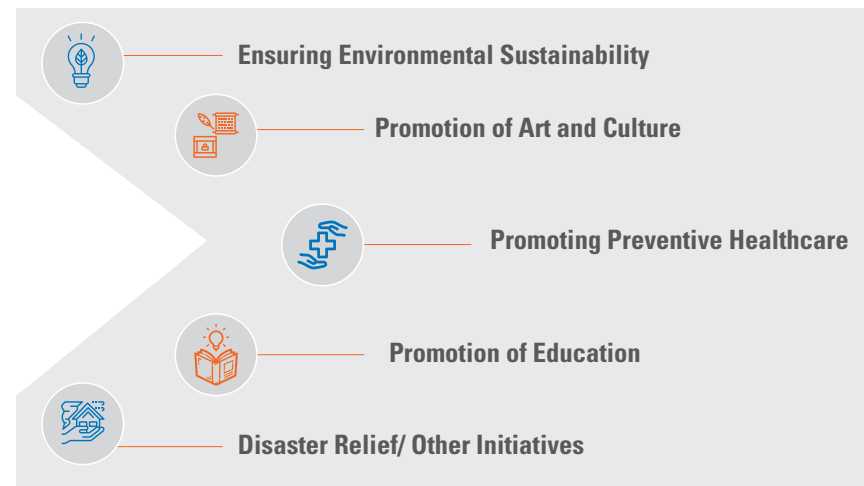 Ensuring Environmental Sustainability
Promotion of Art and Culture
Promoting Preventive Healthcare
Promotion of Education
Disaster Relief/ Other Initiatives